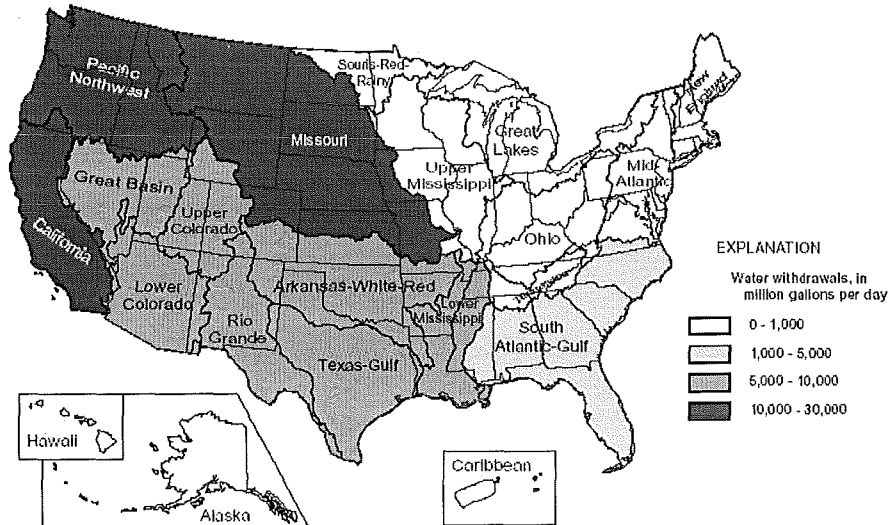 Pacific
Northwest
Souris-Red-
Rainy
Missouri
Great
Lakes
New
England
Upper
Mississippi
Mid
Atlantic
Great Basin
Upper
Colorado
California
Ohio
Lower
Colorado
Arkansas-White-Red
Tennessee
Lower
Mississippi
Rio
Grande
Texas-Gulf
South
Atlantic-Gulf
EXPLANATION
Water withdrawals, in
million gallons per day
0 - 1,000
1,000 - 5,000
5,000 - 10,000
10,000 - 30,000
Hawaii
Alaska
Caribbean